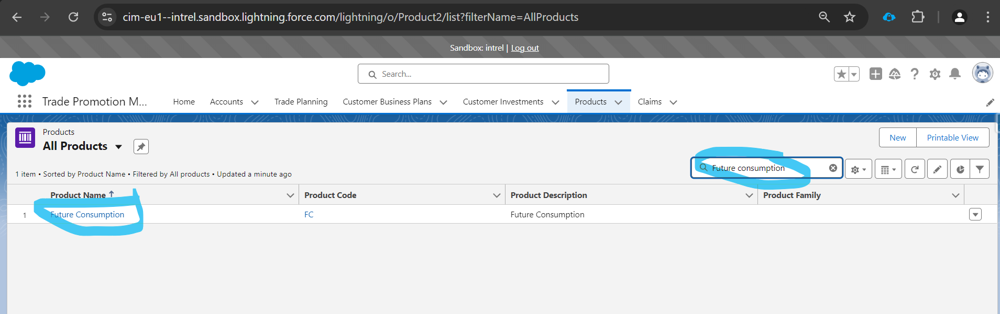 cim-eu1--intrel.sandbox.lightning.force.com/lightning/o/Product2/list?filterName=AllProducts
Sandbox: intrel | Log out
Search...
Trade Promotion M... Home Accounts Trade Planning Customer Business Plans Customer Investments Products Claims
Products
All Products
New Printable View
1 item • Sorted by Product Name • Filtered by All products • Updated a minute ago
Future consumption
Product Name Product Code Product Description Product Family
1 Future Consumption FC Future Consumption